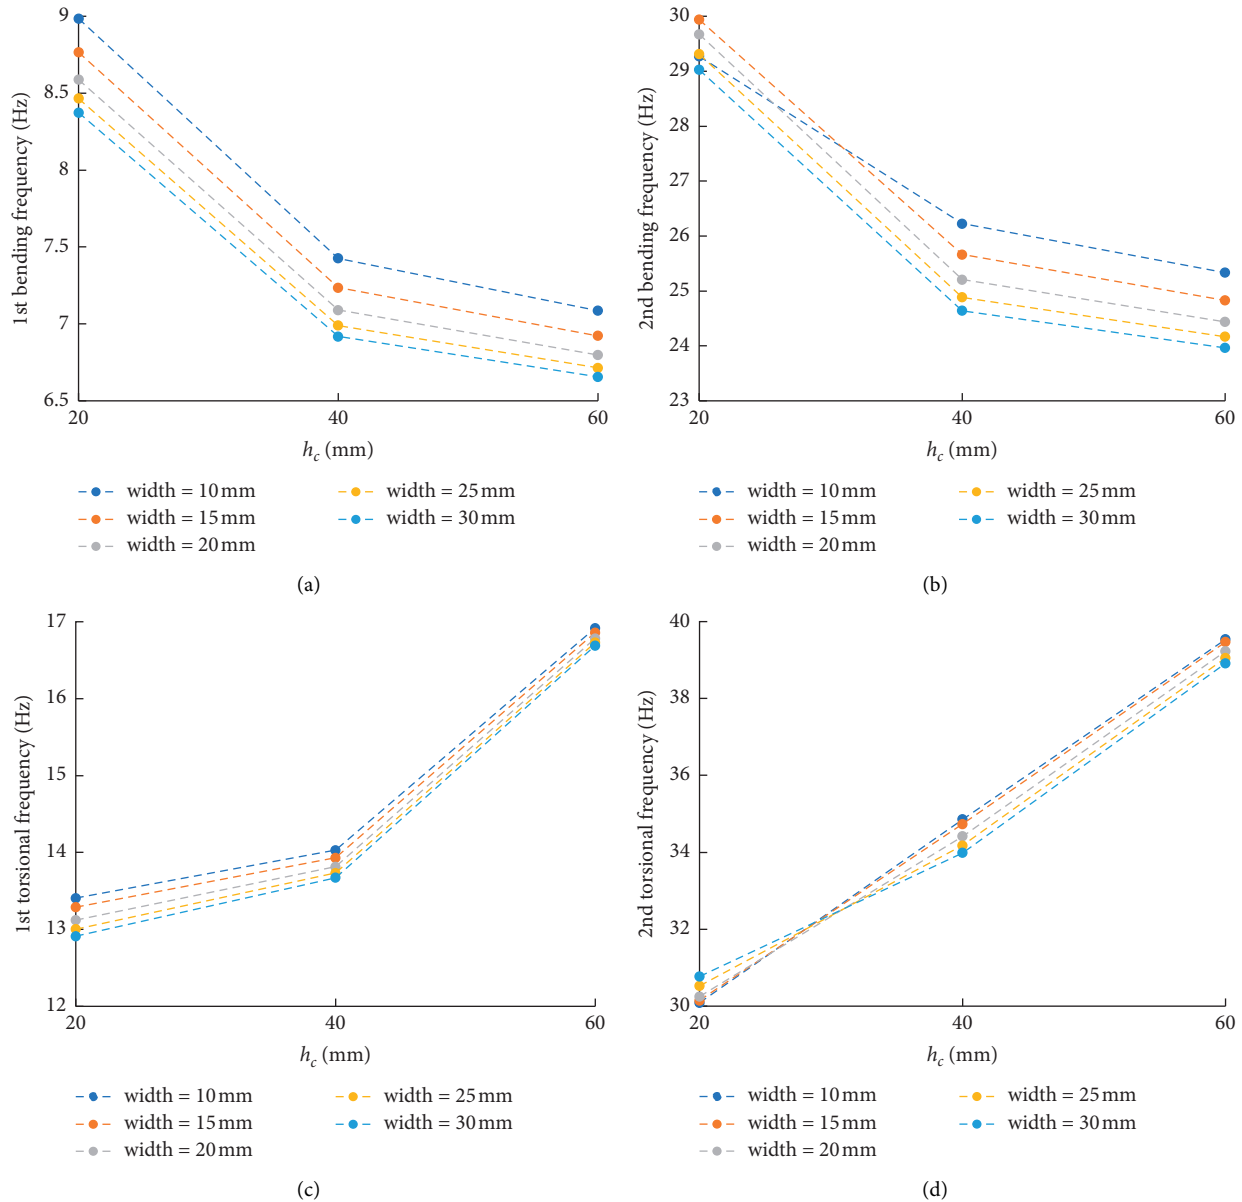 9
8.5
8
7.5
7
6.5
1st bending frequency (Hz)
20
40
60
h_c (mm)
width = 10 mm
width = 15 mm
width = 20 mm
width = 25 mm
width = 30 mm
(a)
30
29
28
27
26
25
24
23
2nd bending frequency (Hz)
20
40
60
h_c (mm)
width = 10 mm
width = 15 mm
width = 20 mm
width = 25 mm
width = 30 mm
(b)
17
16
15
14
13
12
1st torsional frequency (Hz)
20
40
60
h_c (mm)
width = 10 mm
width = 15 mm
width = 20 mm
width = 25 mm
width = 30 mm
(c)
40
38
36
34
32
30
2nd torsional frequency (Hz)
20
40
60
h_c (mm)
width = 10 mm
width = 15 mm
width = 20 mm
width = 25 mm
width = 30 mm
(d)